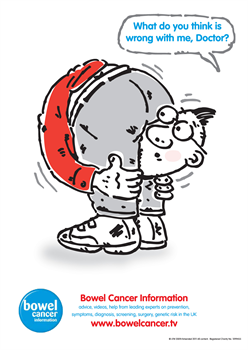 What do you think is
wrong with me, Doctor?
bowel
cancer
information
Bowel Cancer Information
advice, videos, help from leading experts on prevention,
symptoms, diagnosis, screening, surgery, genetic risk in the UK
www.bowelcancer.tv